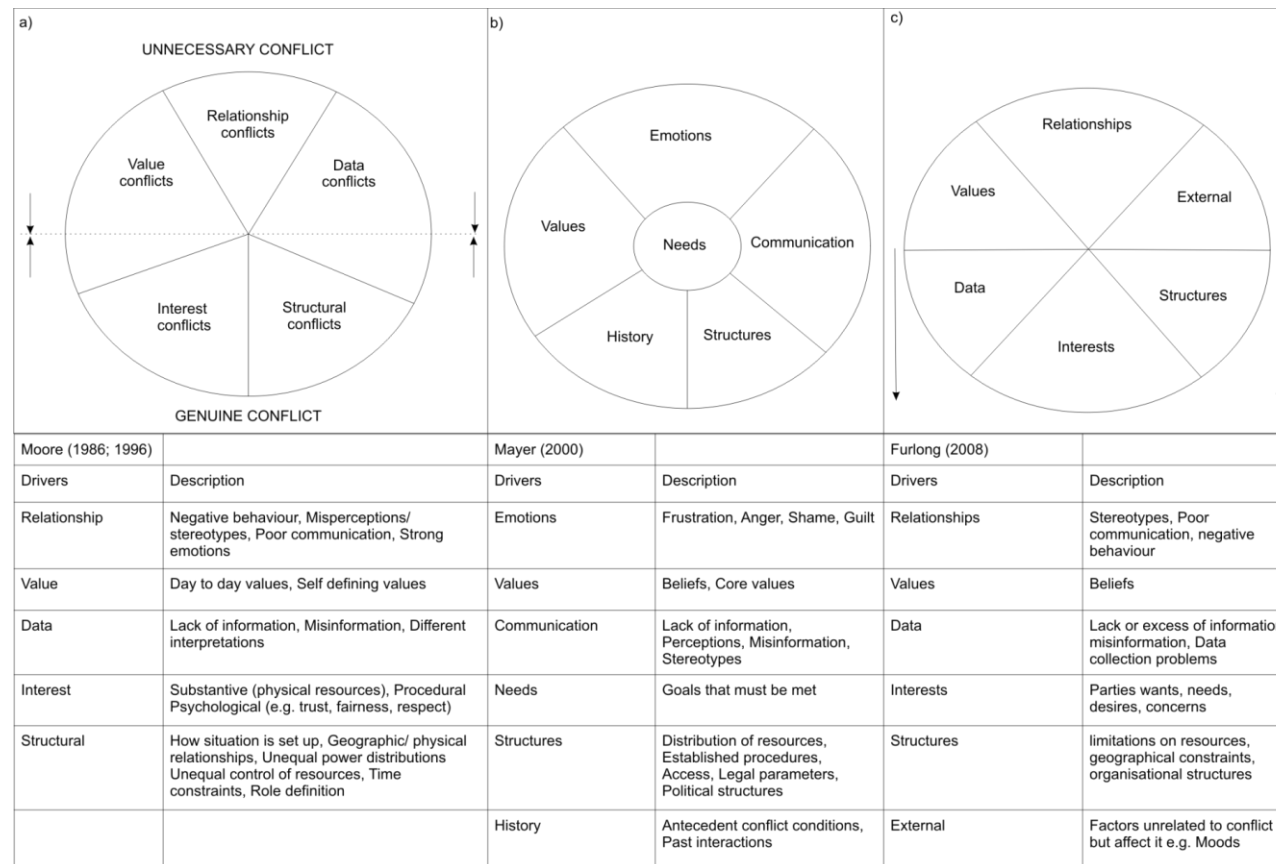 a)
UNNECESSARY CONFLICT
Relationship
conflicts
Value
conflicts
Data
conflicts
Interest
conflicts
Structural
conflicts
GENUINE CONFLICT
b)
Emotions
Values
Needs
Communication
History
Structures
c)
Relationships
Values
External
Data
Structures
Interests
Moore (1986; 1996)
Drivers
Description
Relationship
Negative behaviour, Misperceptions/
stereotypes, Poor communication, Strong
emotions
Value
Day to day values, Self defining values
Data
Lack of information, Misinformation, Different
interpretations
Interest
Substantive (physical resources), Procedural
Psychological (e.g. trust, fairness, respect)
Structural
How situation is set up, Geographic/ physical
relationships, Unequal power distributions
Unequal control of resources, Time
constraints, Role definition
Mayer (2000)
Drivers
Description
Emotions
Frustration, Anger, Shame, Guilt
Values
Beliefs, Core values
Communication
Lack of information,
Perceptions, Misinformation,
Stereotypes
Needs
Goals that must be met
Structures
Distribution of resources,
Established procedures,
Access, Legal parameters,
Political structures
History
Antecedent conflict conditions,
Past interactions
Furlong (2008)
Drivers
Description
Relationships
Stereotypes, Poor
communication, negative
behaviour
Values
Beliefs
Data
Lack or excess of informatio
misinformation, Data
collection problems
Interests
Parties wants, needs,
desires, concerns
Structures
limitations on resources,
geographical constraints,
organisational structures
External
Factors unrelated to conflict
but affect it e.g. Moods